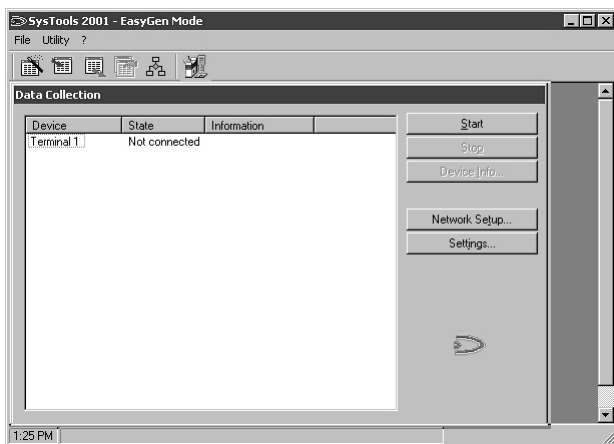 SysTools 2001 - EasyGen Mode
File Utility ?
Data Collection
Device State Information
Terminal 1 Not connected
Start
Stop
Device Info...
Network Setup...
Settings...
1:25 PM